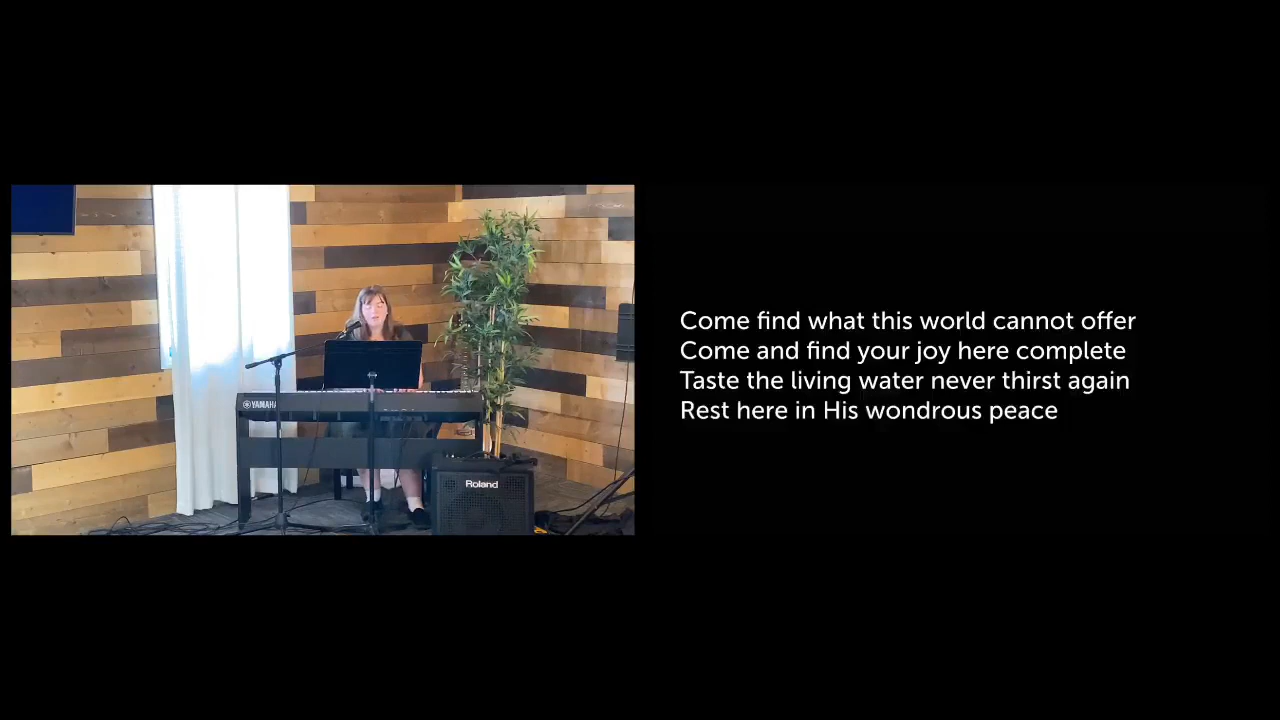 YAMAHA
Roland
Come find what this world cannot offer
Come and find your joy here complete
Taste the living water never thirst again
Rest here in His wondrous peace